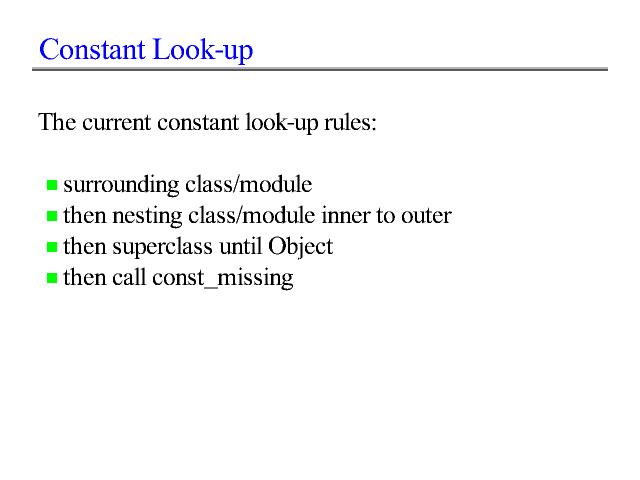 Constant Look-up
The current constant look-up rules:
surrounding class/module
then nesting class/module inner to outer
then superclass until Object
then call const_missing